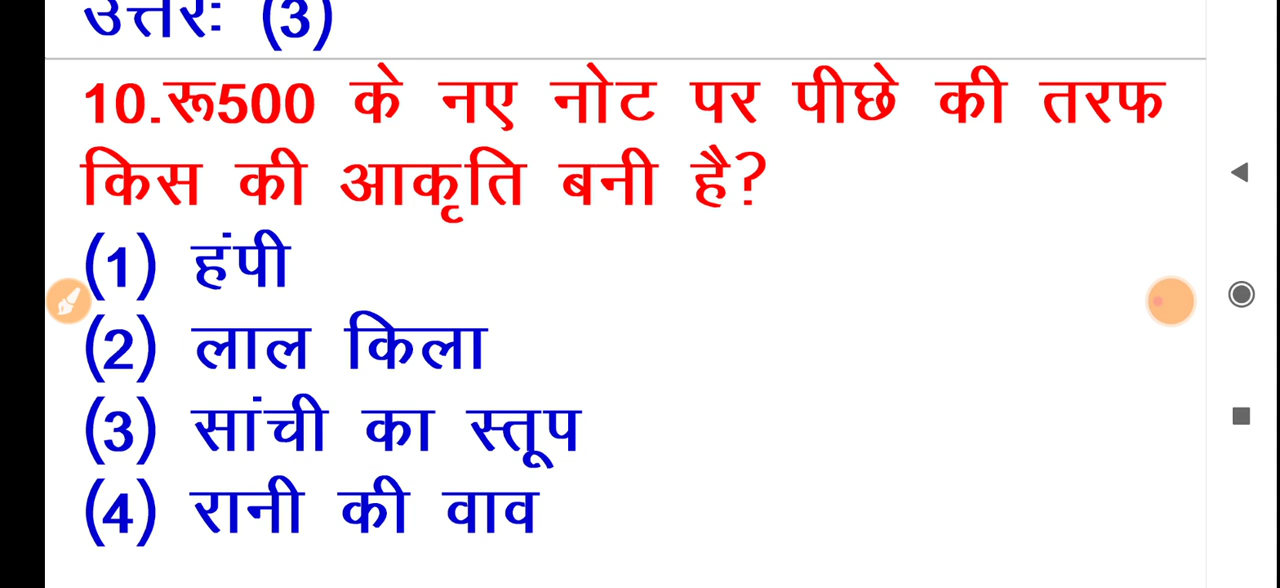 उत्तरः (3)
10.रू500 के नए नोट पर पीछे की तरफ
किस की आकृति बनी है?
(1) हंपी
(2) लाल किला
(3) सांची का स्तूप
(4) रानी की वाव